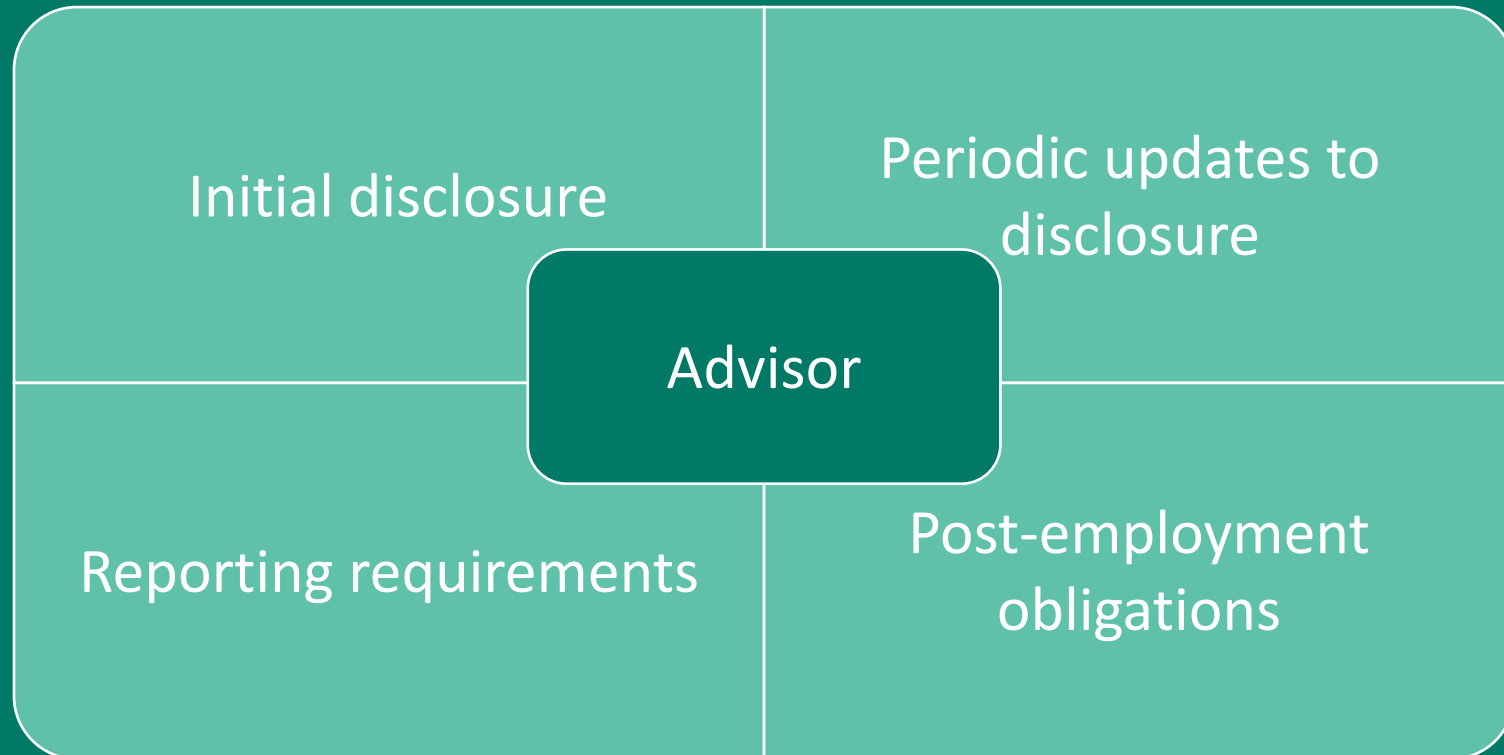 Initial disclosure
Periodic updates to
disclosure
Advisor
Reporting requirements
Post-employment
obligations